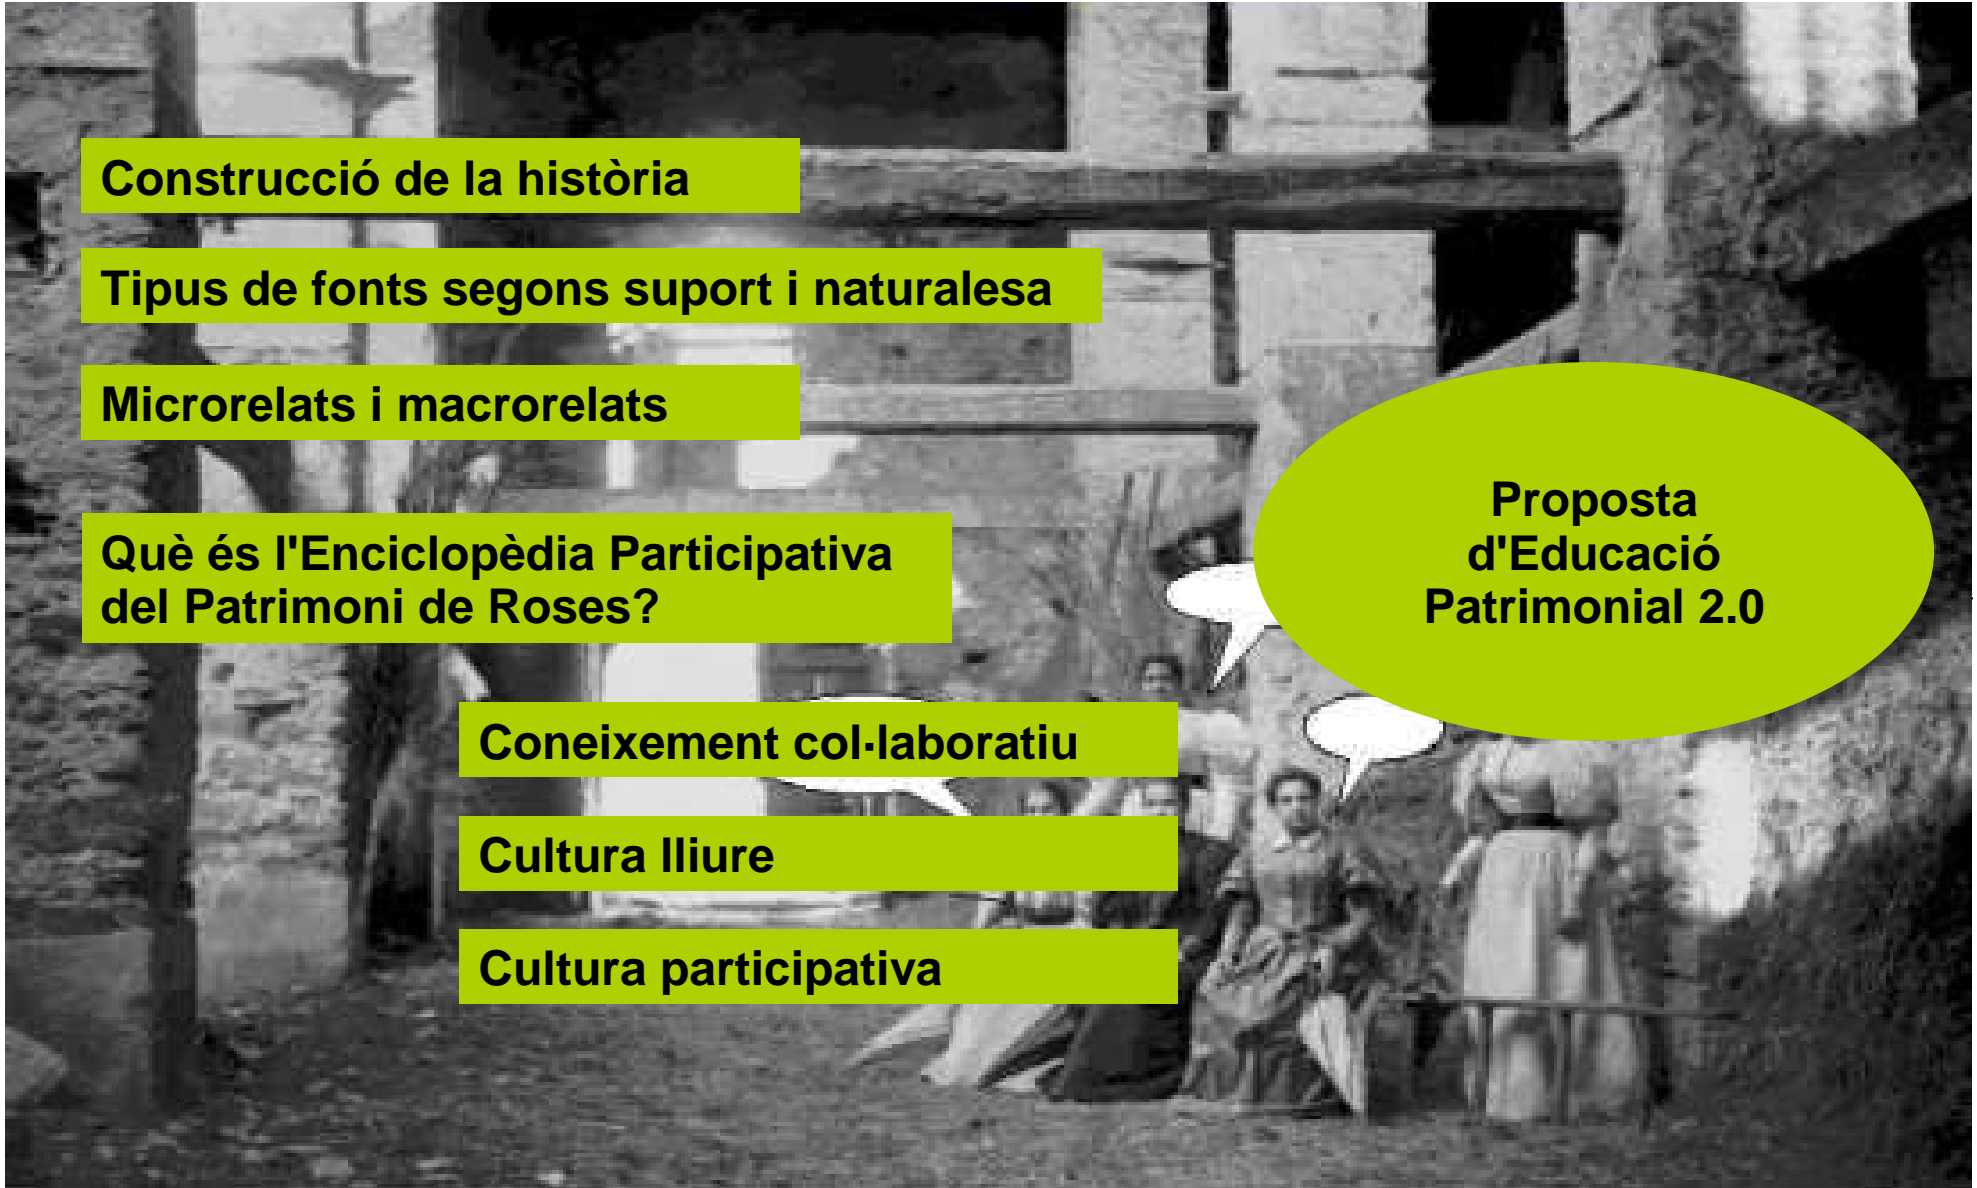 Construcció de la història
Tipus de fonts segons suport i naturalesa
Microrelats i macrorelats
Què és l'Enciclopèdia Participativa
del Patrimoni de Roses?
Proposta
d'Educació
Patrimonial 2.0
Coneixement col·laboratiu
Cultura lliure
Cultura participativa